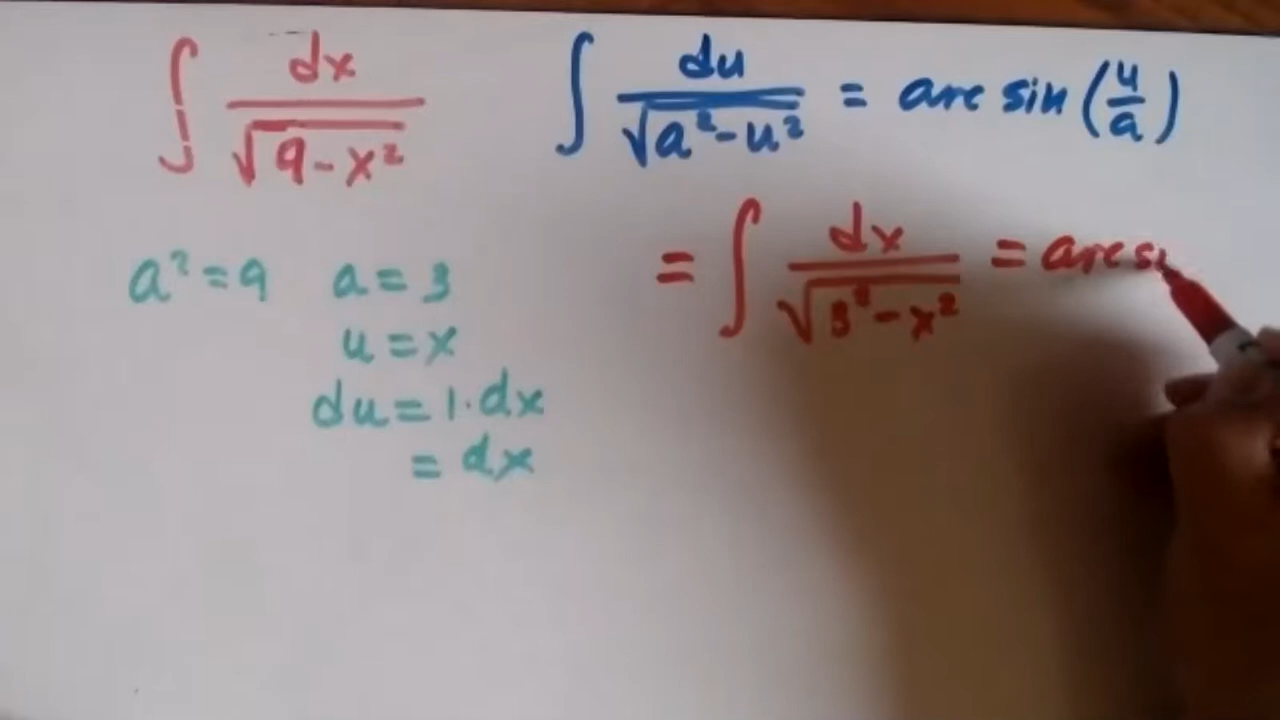 ∫ dx / √(9-x²)
∫ du / √(a²-u²) = arc sin (u/a)
a²=9 a=3
u=x
du=1·dx
= dx
= ∫ dx / √(3²-x²) = arc s